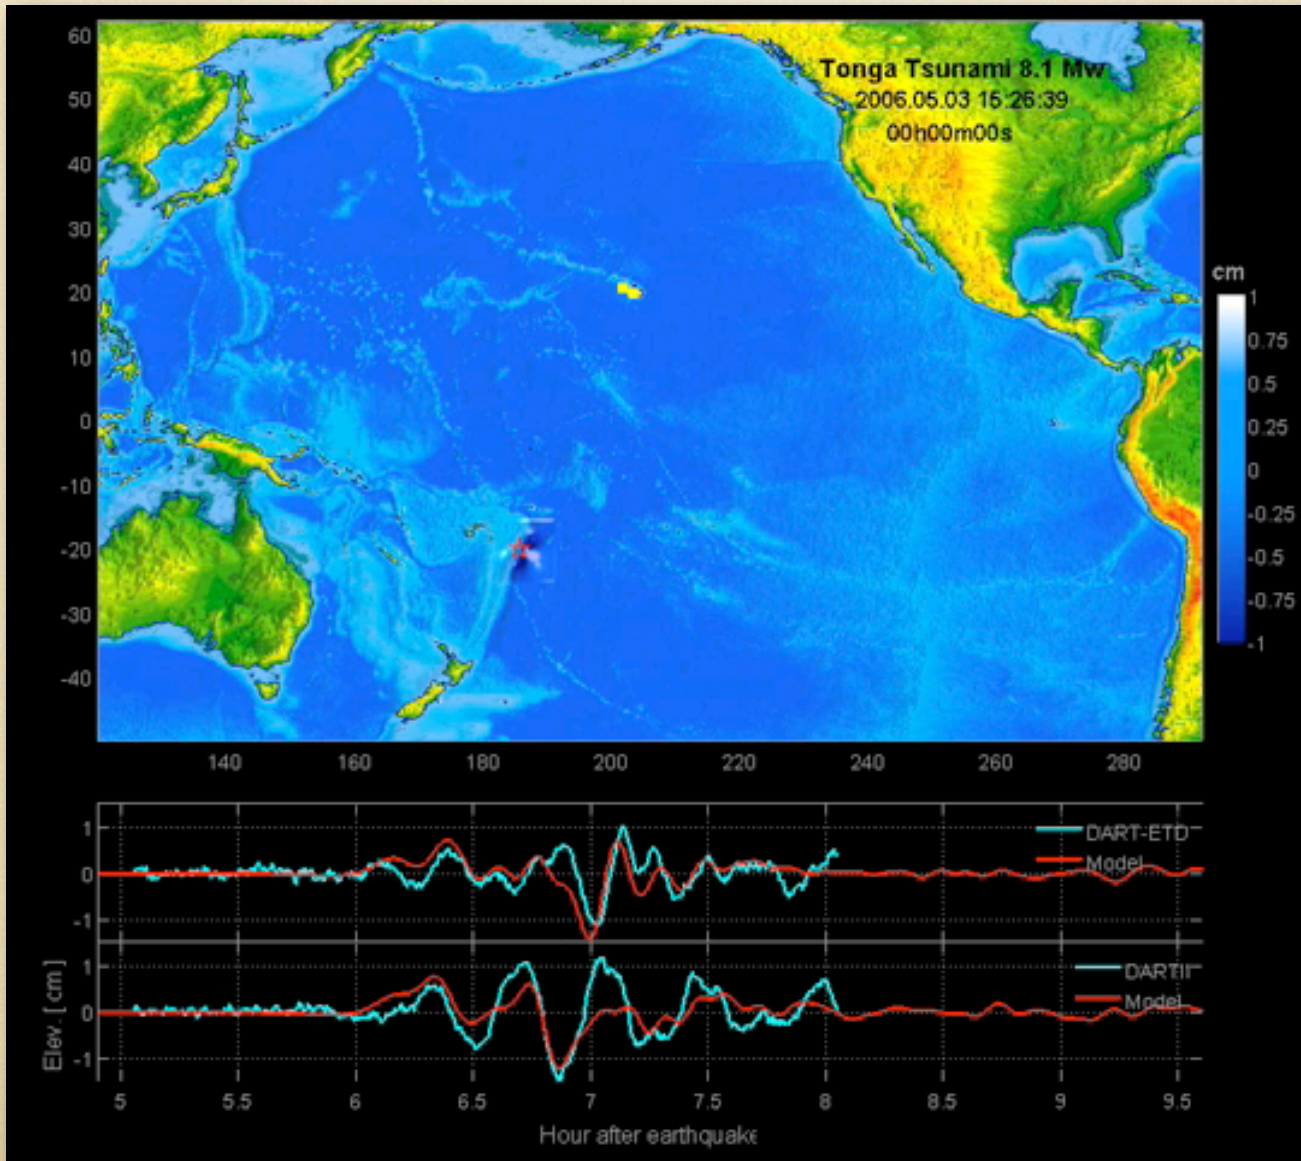 60
Tonga Tsunami 8.1 Mw
50
2006.05.03 15:26:39
00h00m00s
40
30
cm
20
1
0.75
10
0.5
0
0.25
-10
0
-20
-0.25
-0.5
-30
-0.75
-40
-1
140 160 180 200 220 240 260 280
1
DART-ETD
0
Model
-1
1
DARTII
0
Model
-1
Elev. [ cm ]
5 5.5 6 6.5 7 7.5 8 8.5 9 9.5
Hour after earthquake